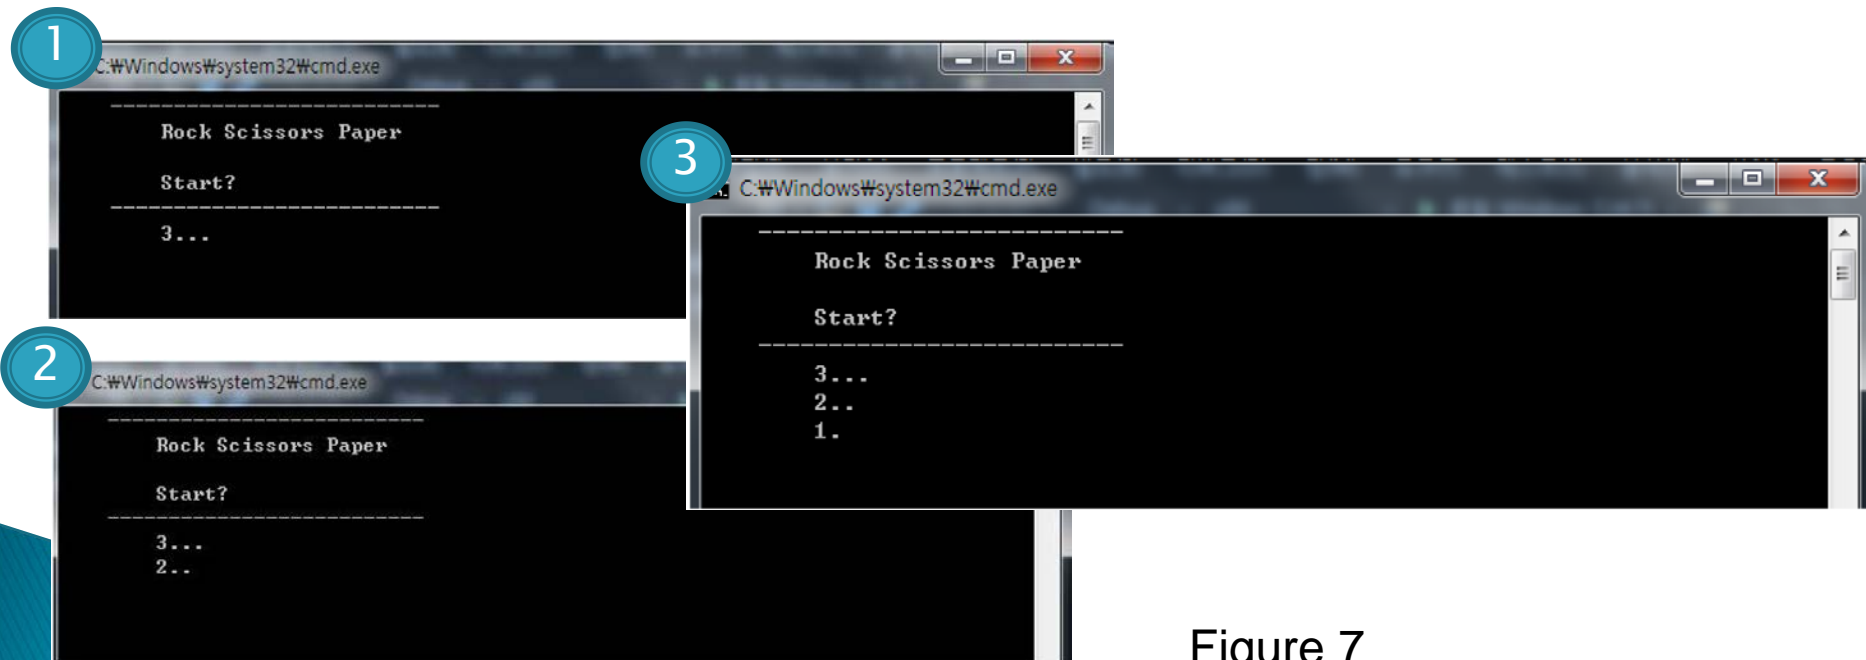 1
C:₩Windows₩system32₩cmd.exe
--------------------------
Rock Scissors Paper
Start?
--------------------------
3...
2
C:₩Windows₩system32₩cmd.exe
--------------------------
Rock Scissors Paper
Start?
--------------------------
3...
2..
3
C:₩Windows₩system32₩cmd.exe
--------------------------
Rock Scissors Paper
Start?
--------------------------
3...
2..
1.
Figure 7